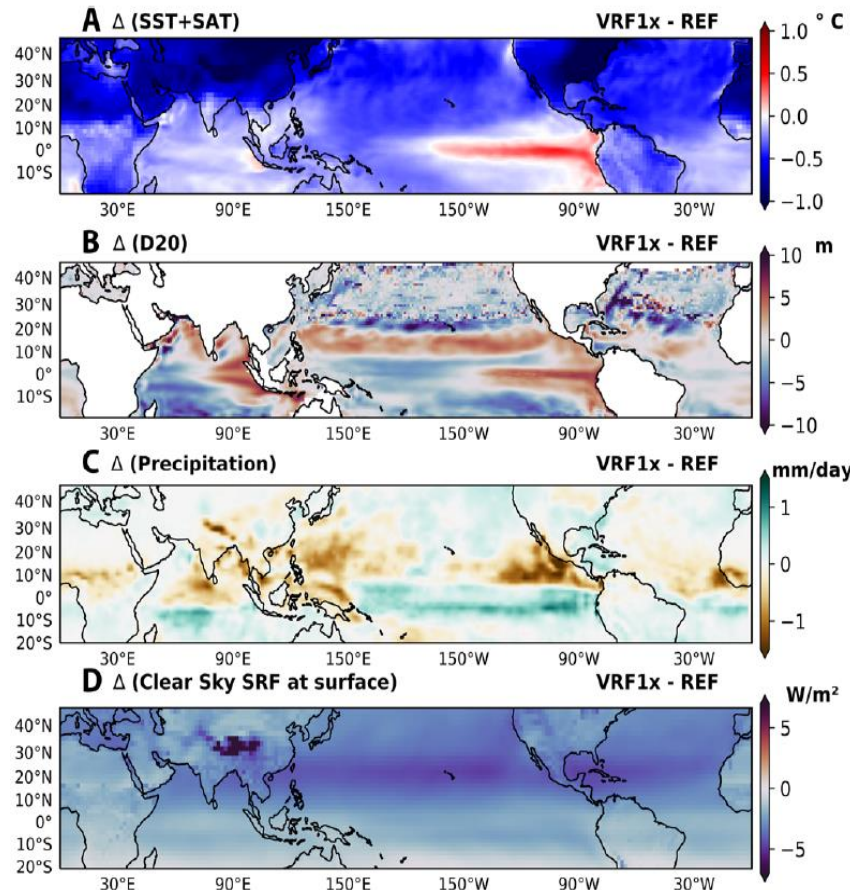 A Δ (SST+SAT) VRF1x - REF ° C
40°N
30°N
20°N
10°N
0°
10°S
1.0
0.5
0.0
−0.5
−1.0
30°E 90°E 150°E 150°W 90°W 30°W
B Δ (D20) VRF1x - REF m
40°N
30°N
20°N
10°N
0°
10°S
10
5
0
−5
−10
30°E 90°E 150°E 150°W 90°W 30°W
C Δ (Precipitation) VRF1x - REF mm/day
40°N
30°N
20°N
10°N
0°
10°S
20°S
1
0
−1
30°E 90°E 150°E 150°W 90°W 30°W
D Δ (Clear Sky SRF at surface) VRF1x - REF W/m²
40°N
30°N
20°N
10°N
0°
10°S
20°S
5
0
−5
30°E 90°E 150°E 150°W 90°W 30°W